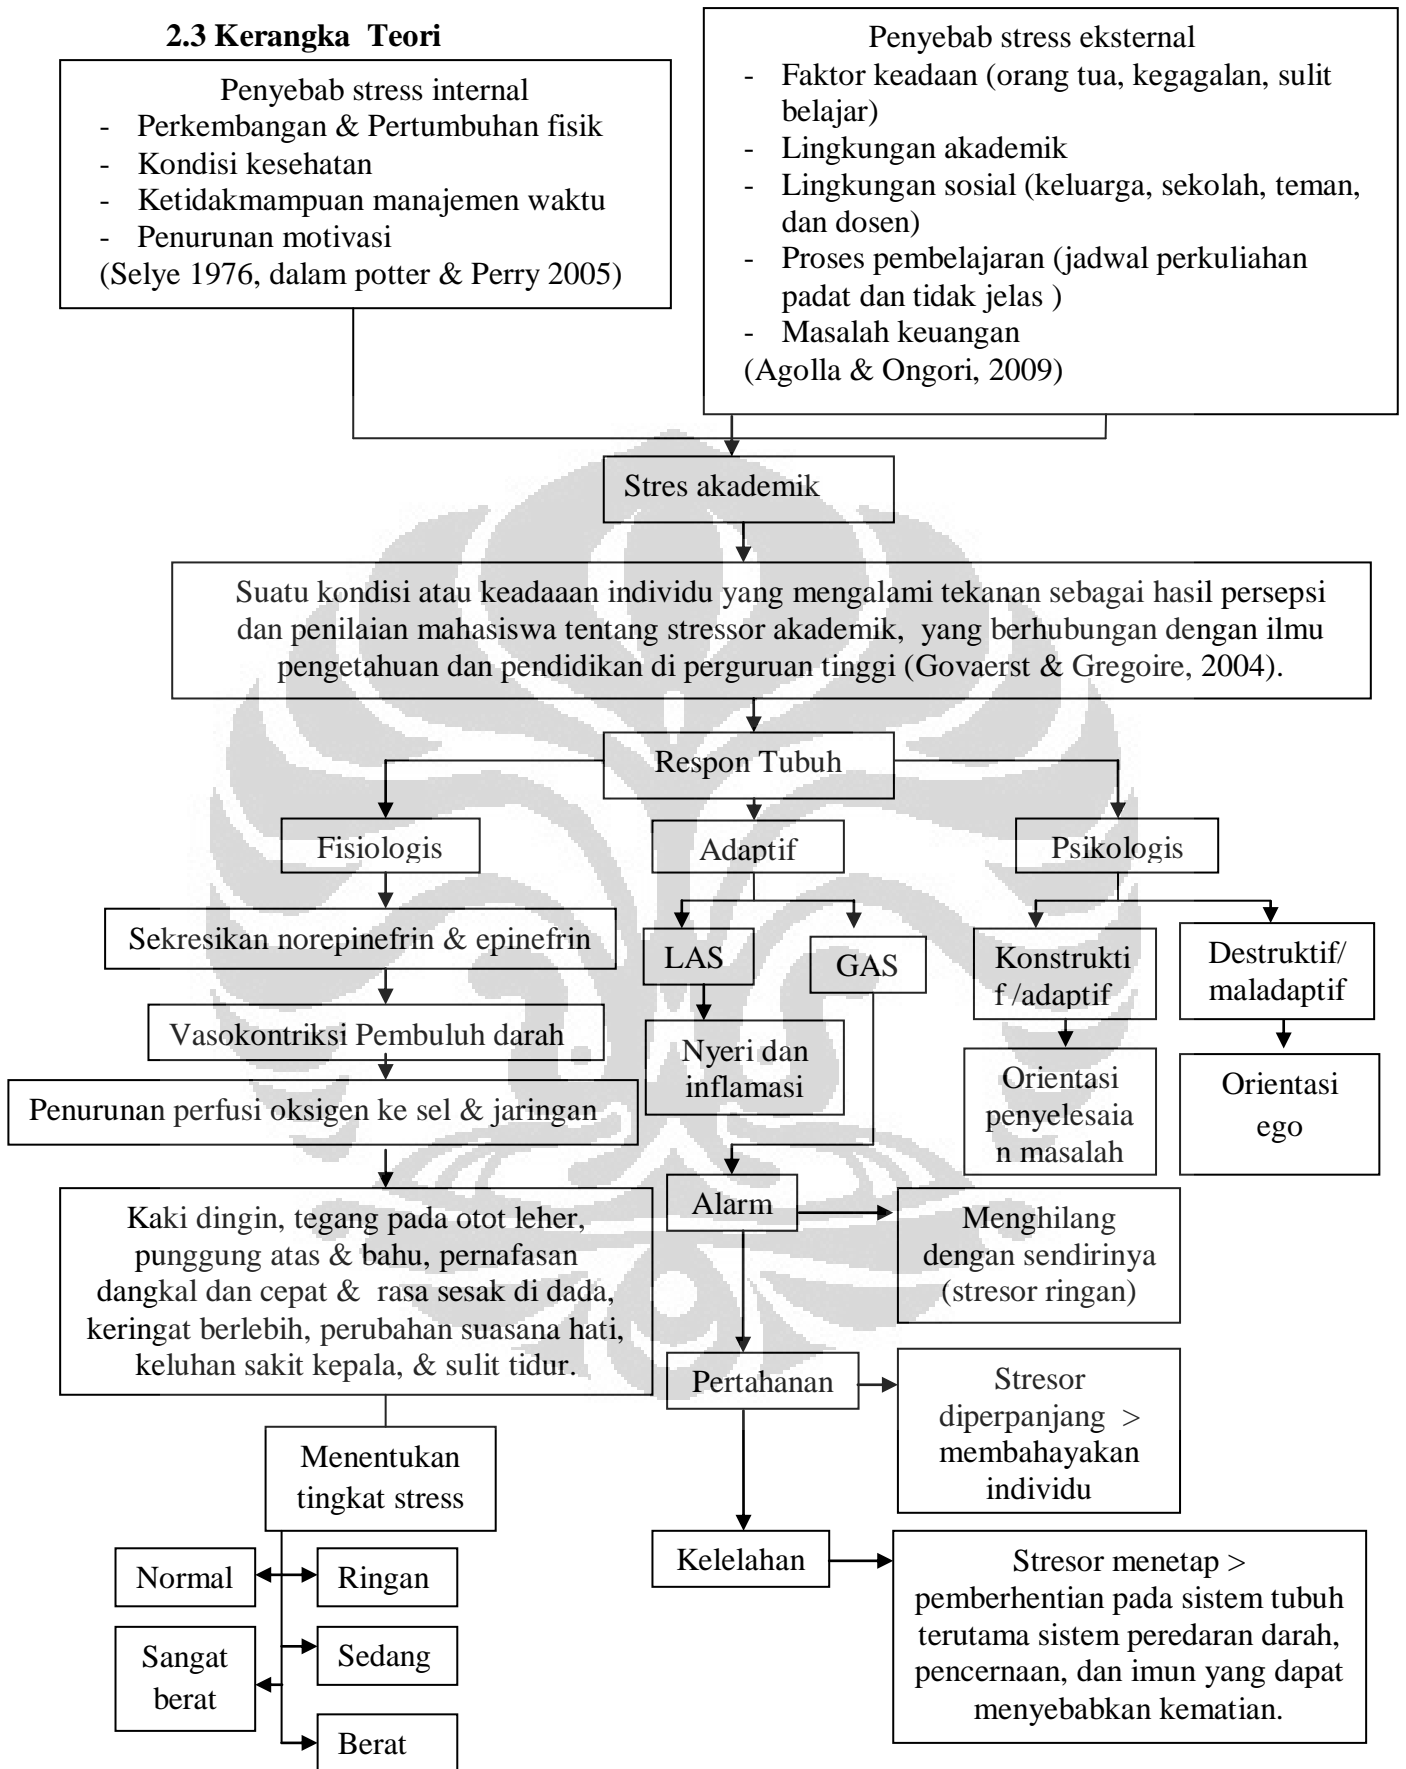 2.3 Kerangka Teori
Penyebab stress internal
- Perkembangan & Pertumbuhan fisik
- Kondisi kesehatan
- Ketidakmampuan manajemen waktu
- Penurunan motivasi
(Selye 1976, dalam potter & Perry 2005)
Penyebab stress eksternal
- Faktor keadaan (orang tua, kegagalan, sulit
belajar)
- Lingkungan akademik
- Lingkungan sosial (keluarga, sekolah, teman,
dan dosen)
- Proses pembelajaran (jadwal perkuliahan
padat dan tidak jelas )
- Masalah keuangan
(Agolla & Ongori, 2009)
Stres akademik
Suatu kondisi atau keadaaan individu yang mengalami tekanan sebagai hasil persepsi
dan penilaian mahasiswa tentang stressor akademik, yang berhubungan dengan ilmu
pengetahuan dan pendidikan di perguruan tinggi (Govaerst & Gregoire, 2004).
Respon Tubuh
Fisiologis
Adaptif
Psikologis
Sekresikan norepinefrin & epinefrin
Vasokontriksi Pembuluh darah
Penurunan perfusi oksigen ke sel & jaringan
Kaki dingin, tegang pada otot leher,
punggung atas & bahu, pernafasan
dangkal dan cepat & rasa sesak di dada,
keringat berlebih, perubahan suasana hati,
keluhan sakit kepala, & sulit tidur.
Menentukan
tingkat stress
Normal
Ringan
Sangat
berat
Sedang
Berat
LAS
GAS
Nyeri dan
inflamasi
Alarm
Menghilang
dengan sendirinya
(stresor ringan)
Pertahanan
Stresor
diperpanjang >
membahayakan
individu
Kelelahan
Stresor menetap >
pemberhentian pada sistem tubuh
terutama sistem peredaran darah,
pencernaan, dan imun yang dapat
menyebabkan kematian.
Konstrukti
f /adaptif
Destruktif/
maladaptif
Orientasi
penyelesaia
n masalah
Orientasi
ego